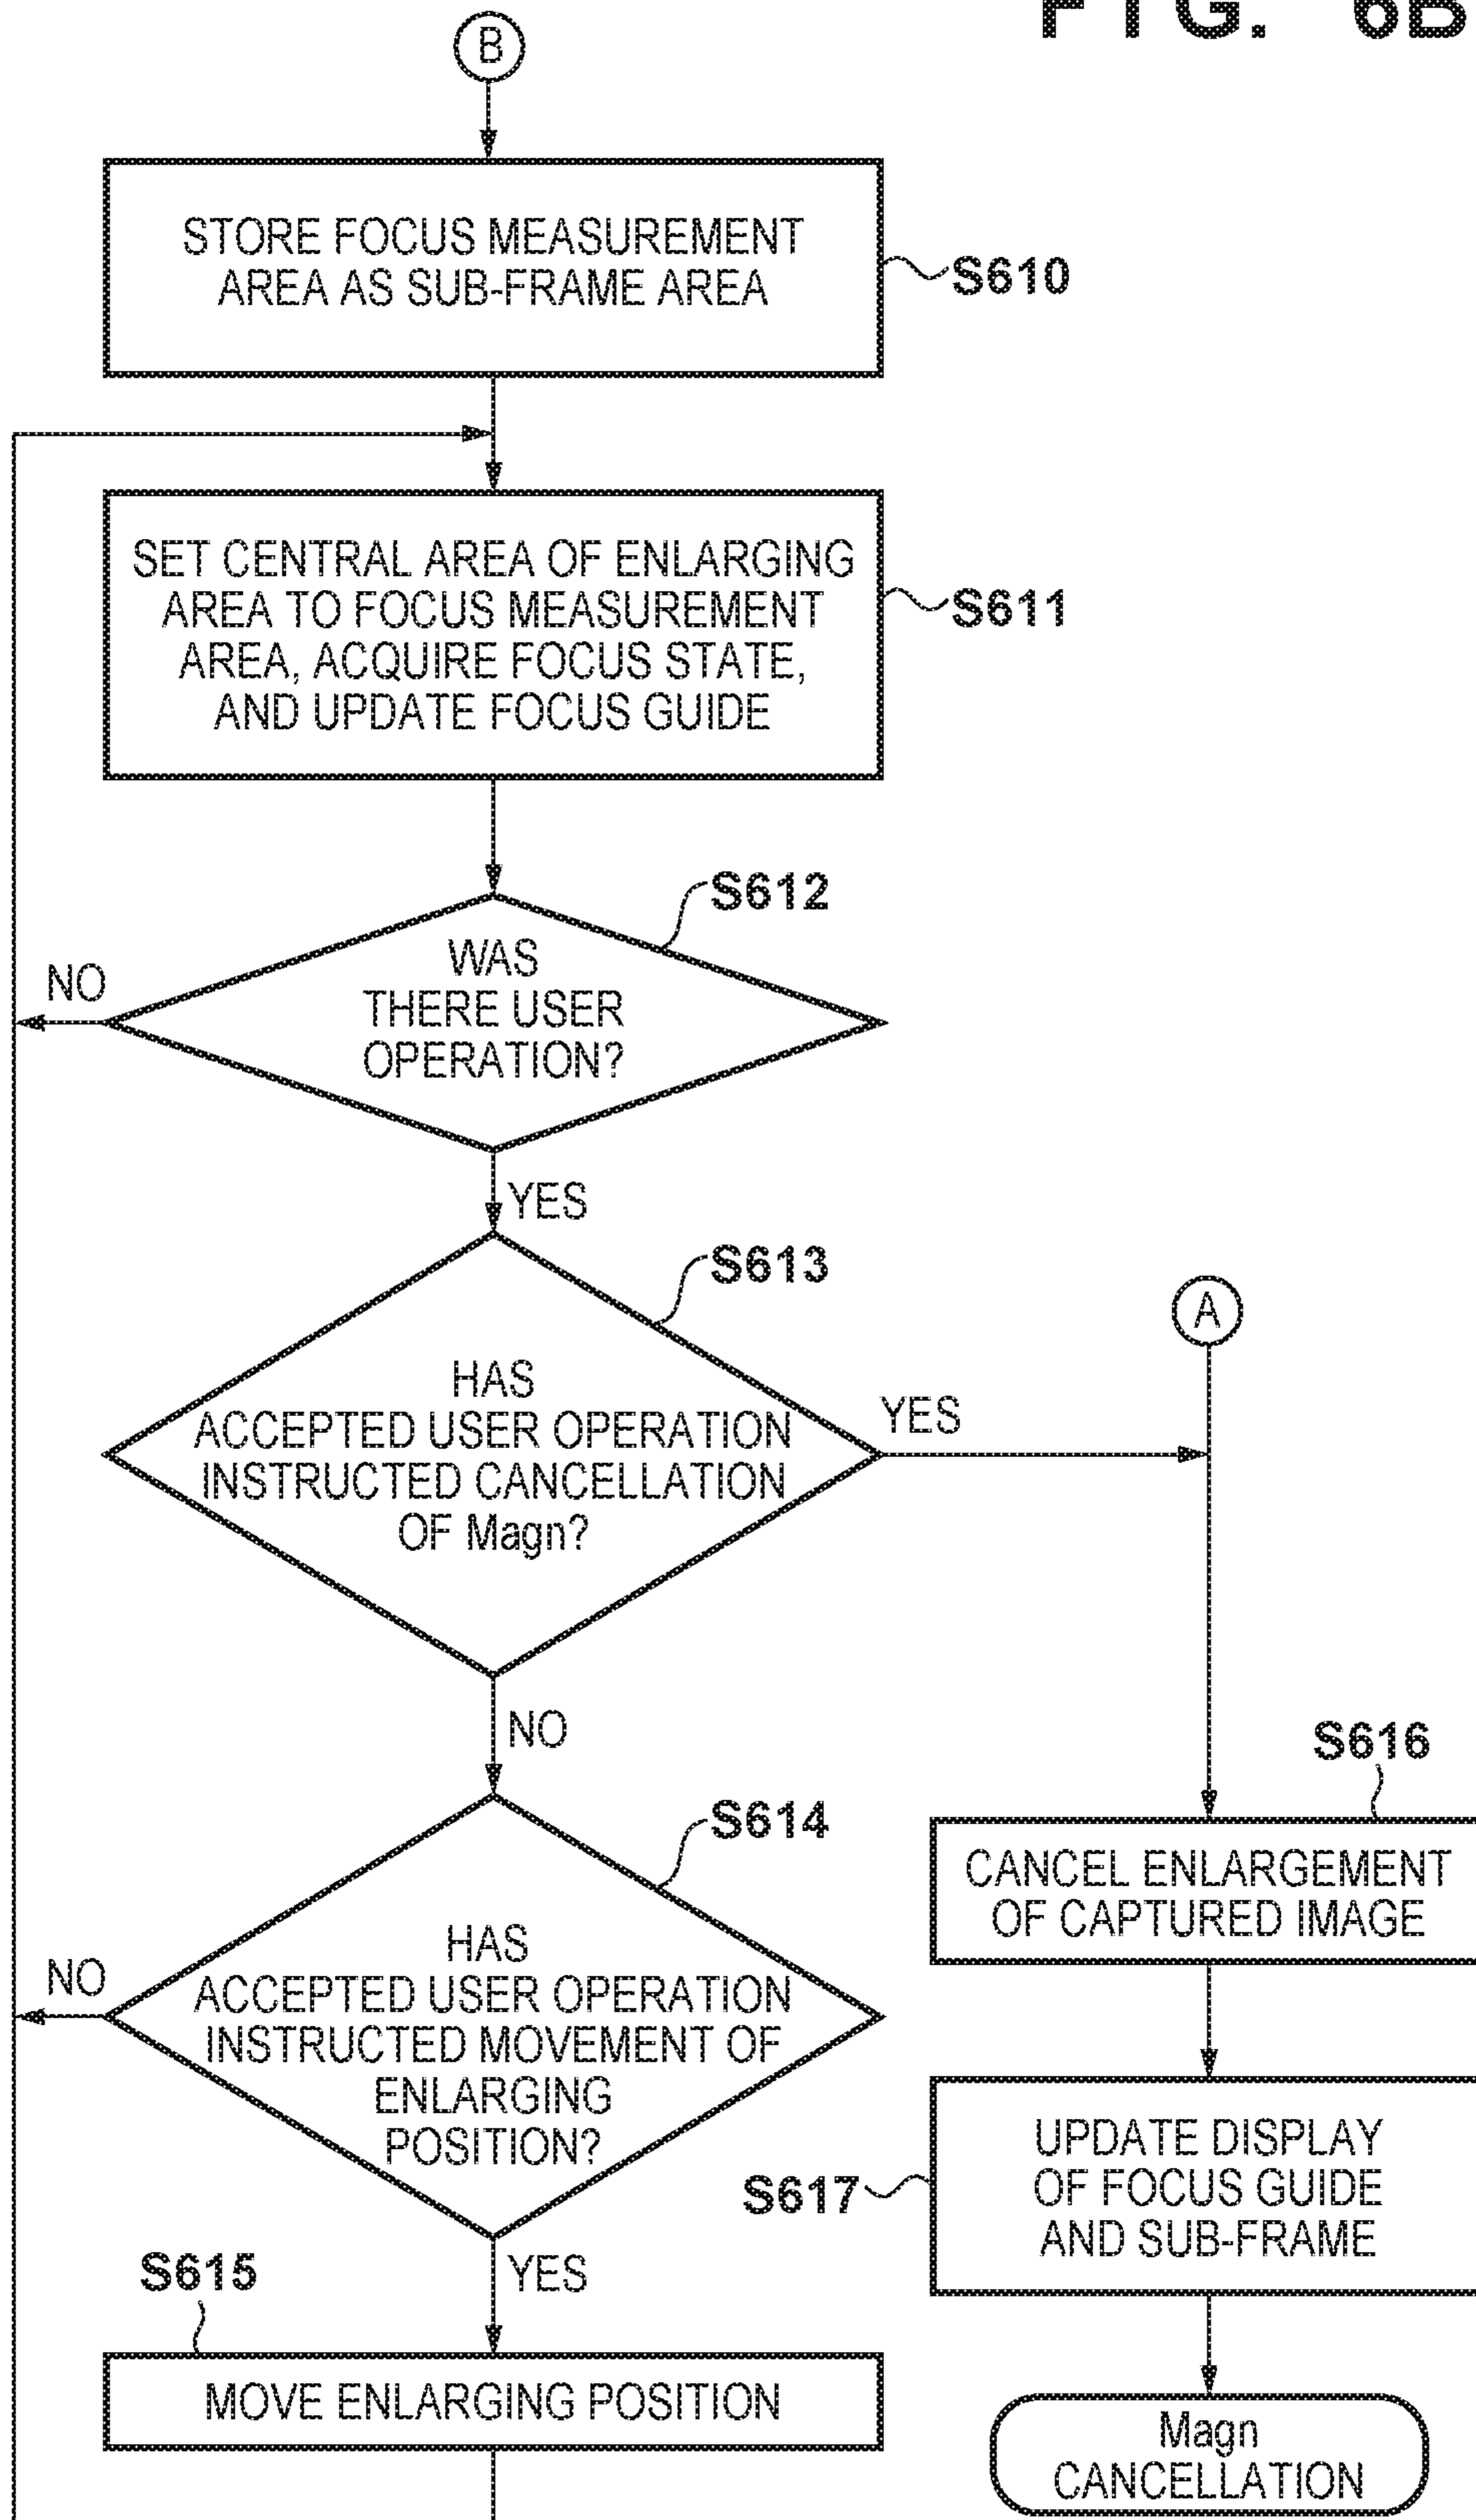 FIG. 6B
B
STORE FOCUS MEASUREMENT
AREA AS SUB-FRAME AREA
S610
SET CENTRAL AREA OF ENLARGING
AREA TO FOCUS MEASUREMENT
AREA, ACQUIRE FOCUS STATE,
AND UPDATE FOCUS GUIDE
S611
S612
WAS
THERE USER
OPERATION?
NO
YES
S613
HAS
ACCEPTED USER OPERATION
INSTRUCTED CANCELLATION
OF Magn?
YES
A
NO
S614
HAS
ACCEPTED USER OPERATION
INSTRUCTED MOVEMENT OF
ENLARGING
POSITION?
NO
YES
S615
MOVE ENLARGING POSITION
S616
CANCEL ENLARGEMENT
OF CAPTURED IMAGE
S617
UPDATE DISPLAY
OF FOCUS GUIDE
AND SUB-FRAME
Magn
CANCELLATION